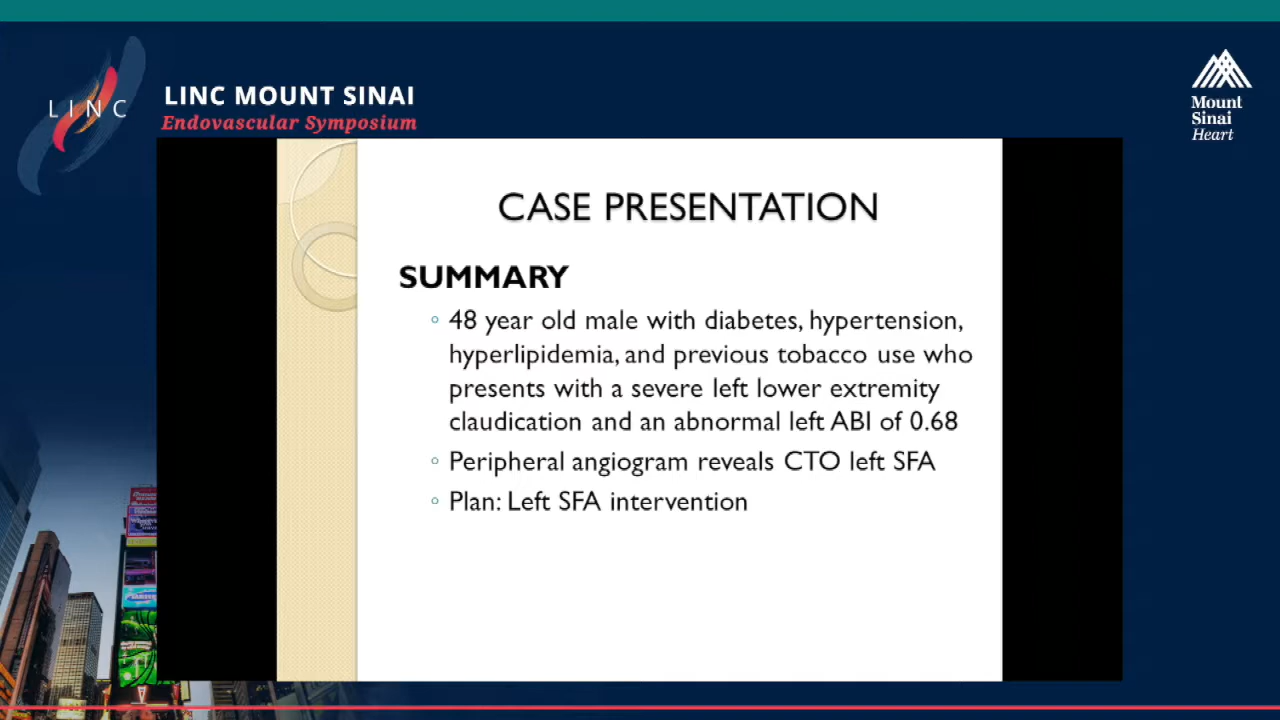 LINC
LINC MOUNT SINAI
Endovascular Symposium
Mount
Sinai
Heart
CASE PRESENTATION
SUMMARY
48 year old male with diabetes, hypertension,
hyperlipidemia, and previous tobacco use who
presents with a severe left lower extremity
claudication and an abnormal left ABI of 0.68
Peripheral angiogram reveals CTO left SFA
Plan: Left SFA intervention